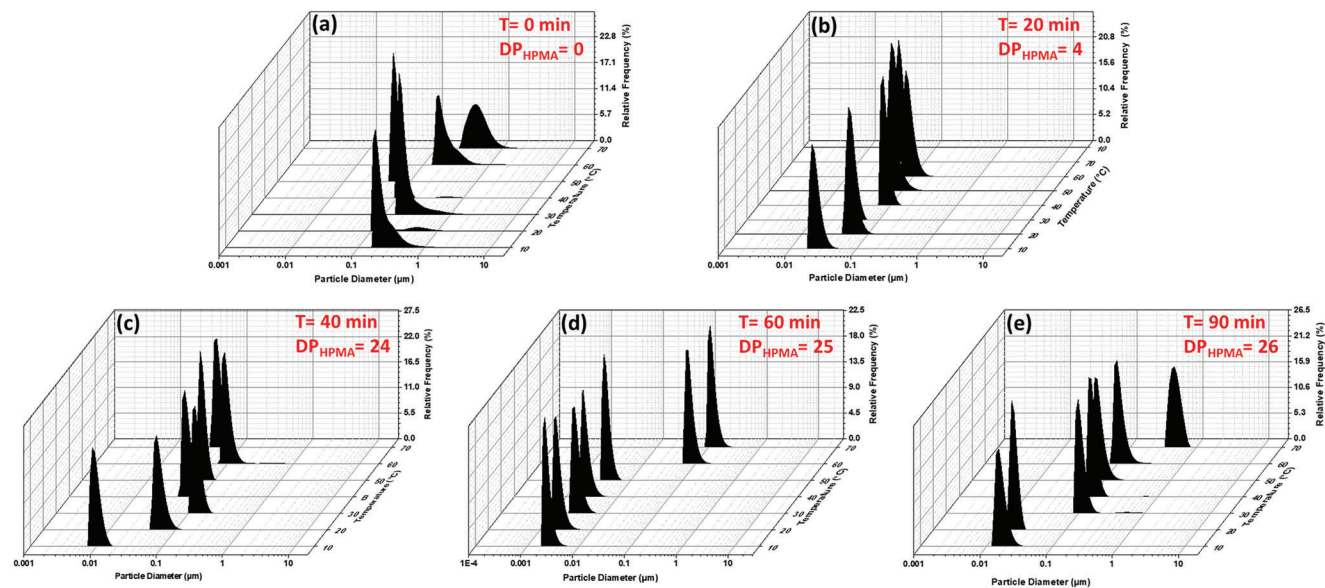 (a)
T= 0 min
DPHPMA= 0
22.8
17.1
11.4
5.7
0.0
Relative Frequency (%)
70
60
50
40
30
20
10
Temperature (°C)
0.001
0.01
0.1
1
10
Particle Diameter (µm)
(b)
T= 20 min
DPHPMA= 4
20.8
15.6
10.4
5.2
0.0
Relative Frequency (%)
10
70
60
50
40
30
20
10
Temperature (°C)
0.001
0.01
0.1
1
10
Particle Diameter (µm)
(c)
T= 40 min
DPHPMA= 24
27.5
22.0
16.5
11.0
5.5
0.0
Relative Frequency (%)
70
60
50
40
30
20
10
Temperature (°C)
0.001
0.01
0.1
1
10
Particle Diameter (µm)
(d)
T= 60 min
DPHPMA= 25
22.5
18.0
13.5
9.0
4.5
0.0
Relative Frequency (%)
70
60
50
40
30
20
10
Temperature (°C)
1E-4
0.001
0.01
0.1
1
10
Particle Diameter (µm)
(e)
T= 90 min
DPHPMA= 26
26.5
21.2
15.9
10.6
5.3
0.0
Relative Frequency (%)
70
60
50
40
30
20
10
Temperature (°C)
0.001
0.01
0.1
1
10
Particle Diameter (µm)